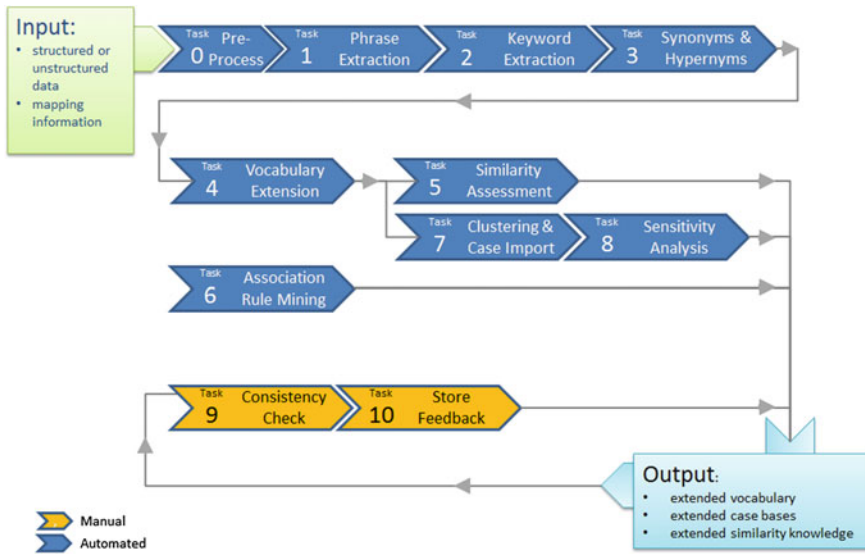 Input:
• structured or
unstructured
data
• mapping
information
Task
0
Pre-
Process
Task
1
Phrase
Extraction
Task
2
Keyword
Extraction
Task
3
Synonyms &
Hypernyms
Task
4
Vocabulary
Extension
Task
5
Similarity
Assessment
Task
7
Clustering &
Case Import
Task
8
Sensitivity
Analysis
Task
6
Association
Rule Mining
Task
9
Consistency
Check
Task
10
Store
Feedback
Output:
• extended vocabulary
• extended case bases
• extended similarity knowledge
Manual
Automated